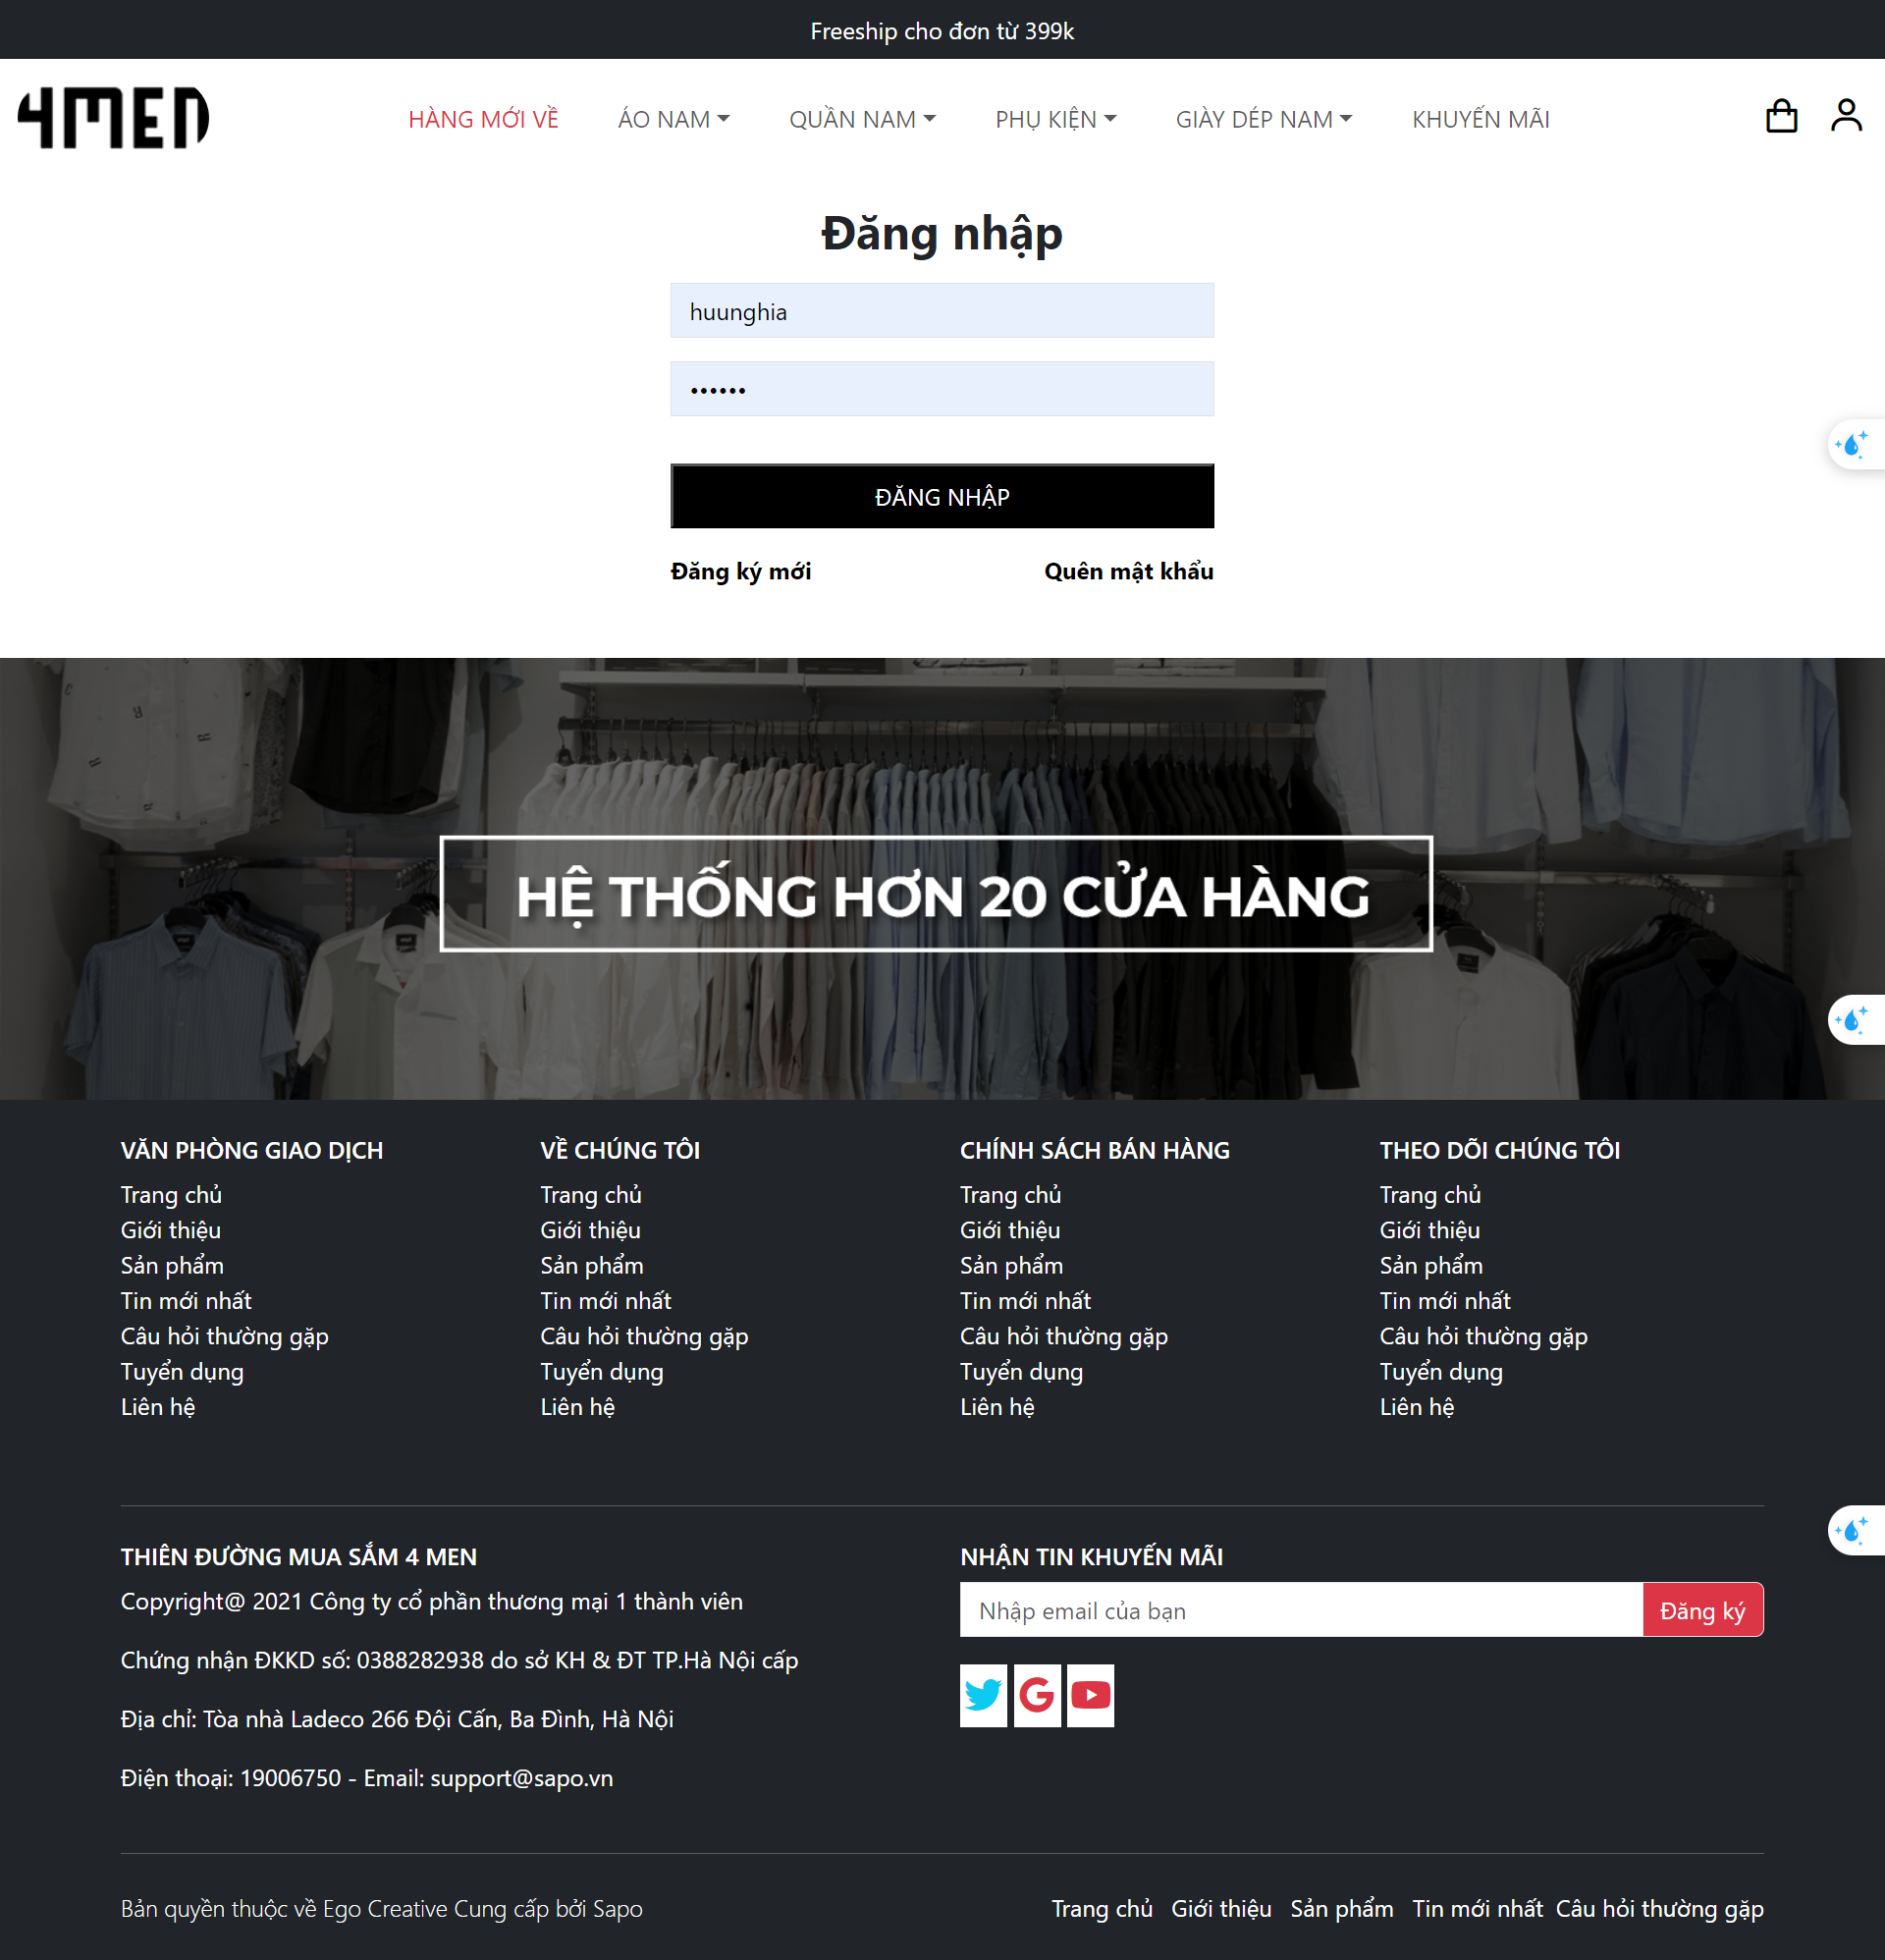 Freeship cho đơn từ 399k
4MEN
HÀNG MỚI VỀ ÁO NAM QUẦN NAM PHỤ KIỆN GIÀY DÉP NAM KHUYẾN MÃI
Đăng nhập
huunghia
••••••
ĐĂNG NHẬP
Đăng ký mới Quên mật khẩu
HỆ THỐNG HƠN 20 CỬA HÀNG
VĂN PHÒNG GIAO DỊCH
Trang chủ
Giới thiệu
Sản phẩm
Tin mới nhất
Câu hỏi thường gặp
Tuyển dụng
Liên hệ
VỀ CHÚNG TÔI
Trang chủ
Giới thiệu
Sản phẩm
Tin mới nhất
Câu hỏi thường gặp
Tuyển dụng
Liên hệ
CHÍNH SÁCH BÁN HÀNG
Trang chủ
Giới thiệu
Sản phẩm
Tin mới nhất
Câu hỏi thường gặp
Tuyển dụng
Liên hệ
THEO DÕI CHÚNG TÔI
Trang chủ
Giới thiệu
Sản phẩm
Tin mới nhất
Câu hỏi thường gặp
Tuyển dụng
Liên hệ
THIÊN ĐƯỜNG MUA SẮM 4 MEN
Copyright@ 2021 Công ty cổ phần thương mại 1 thành viên
Chứng nhận ĐKKD số: 0388282938 do sở KH & ĐT TP.Hà Nội cấp
Địa chỉ: Tòa nhà Ladeco 266 Đội Cấn, Ba Đình, Hà Nội
Điện thoại: 19006750 - Email: support@sapo.vn
NHẬN TIN KHUYẾN MÃI
Nhập email của bạn Đăng ký
Bản quyền thuộc về Ego Creative Cung cấp bởi Sapo
Trang chủ Giới thiệu Sản phẩm Tin mới nhất Câu hỏi thường gặp